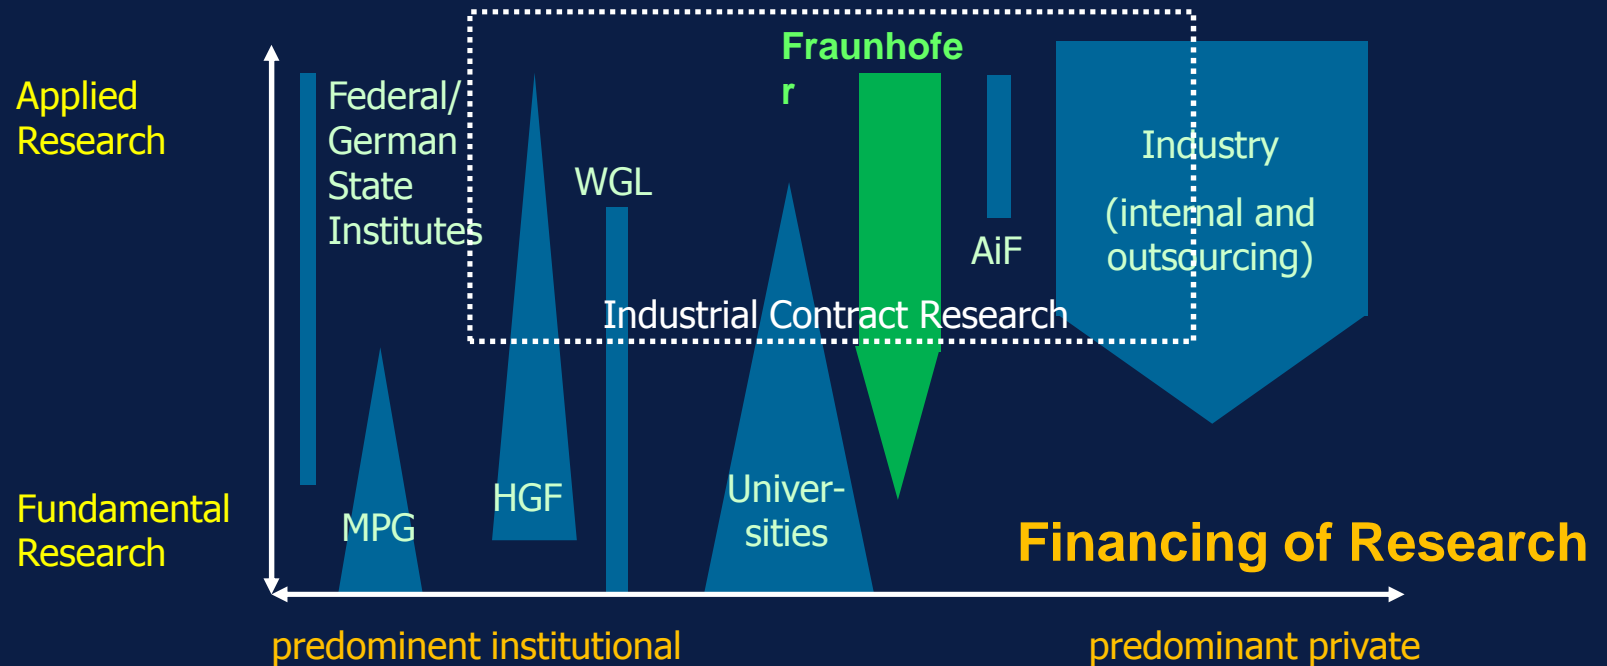 Fraunhofe
r
Applied
Research
Federal/
German
State
Institutes
WGL
Industry
(internal and
outsourcing)
AiF
Industrial Contract Research
Fundamental
Research
MPG
HGF
Univer-
sities
Financing of Research
predominent institutional
predominant private